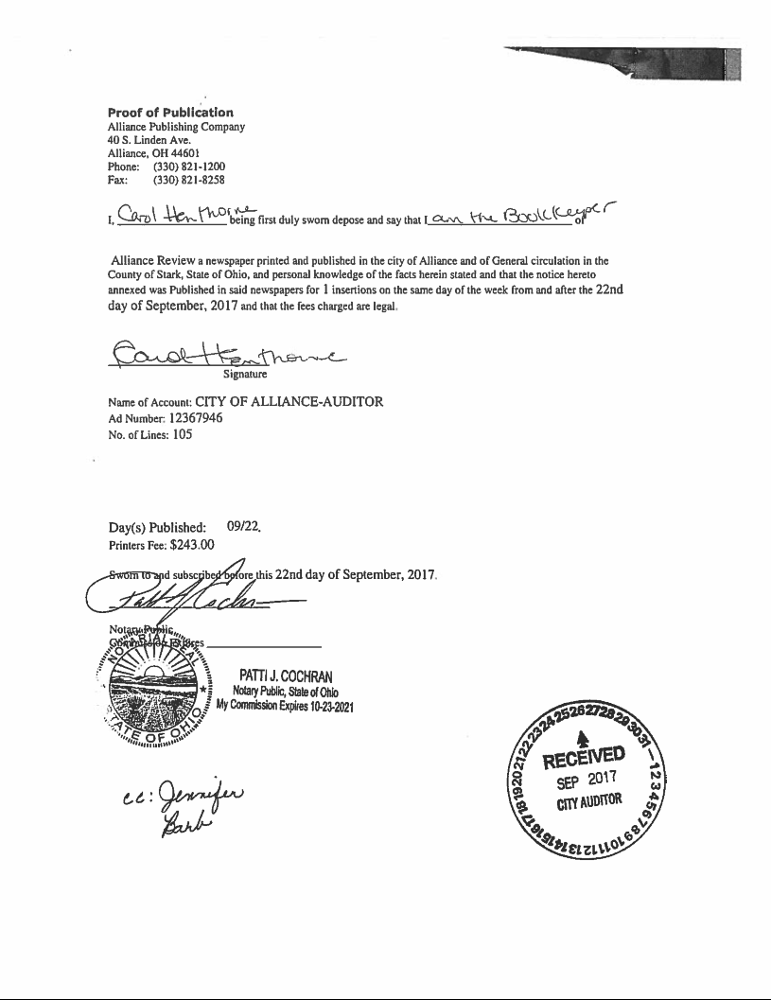 Proof of Publication
Alliance Publishing Company
40 S. Linden Ave.
Alliance, OH 44601
Phone: (330) 821-1200
Fax: (330) 821-8258
I, Carol Henthorne being first duly sworn depose and say that I am the BookKeeper of
Alliance Review a newspaper printed and published in the city of Alliance and of General circulation in the
County of Stark, State of Ohio, and personal knowledge of the facts herein stated and that the notice hereto
annexed was Published in said newspapers for 1 insertions on the same day of the week from and after the 22nd
day of September, 2017 and that the fees charged are legal.
Carol Henthorne
Signature
Name of Account: CITY OF ALLIANCE-AUDITOR
Ad Number: 12367946
No. of Lines: 105
Day(s) Published: 09/22.
Printers Fee: $243.00
Sworn to and subscribed before this 22nd day of September, 2017.
Patti J Cochran
Notary Public,
Commission Expires
NOTARIAL SEAL
STATE OF OHIO
PATTI J. COCHRAN
Notary Public, State of Ohio
My Commission Expires 10-23-2021
cc: Jennifer
Barb
RECEIVED
SEP 2017
CITY AUDITOR
1 2 3 4 5 6 7 8 9 10 11 12 13 14 15 16 17 18 19 20 21 22 23 24 25 26 27 28 29 30 31